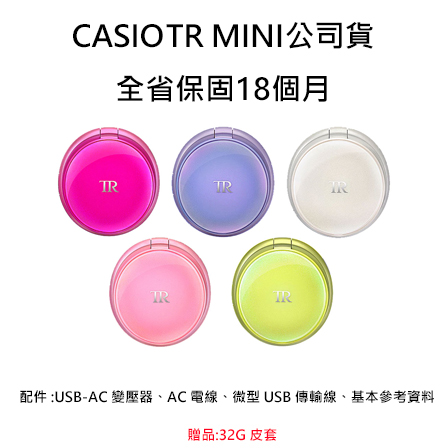 CASIOTR MINI公司貨
全省保固18個月
TR TR TR
TR TR
配件 :USB-AC 變壓器、AC 電線、微型 USB 傳輸線、基本參考資料
贈品:32G 皮套